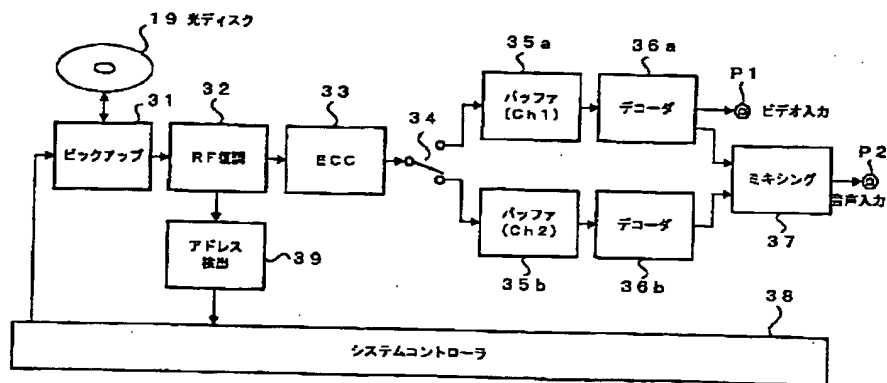 19 光ディスク
31
ピックアップ
32
RF復調
33
ECC
34
35a
バッファ
(Ch1)
36a
デコーダ
P1
ビデオ入力
35b
バッファ
(Ch2)
36b
デコーダ
P2
音声入力
ミキシング
37
アドレス
検出
39
38
システムコントローラ